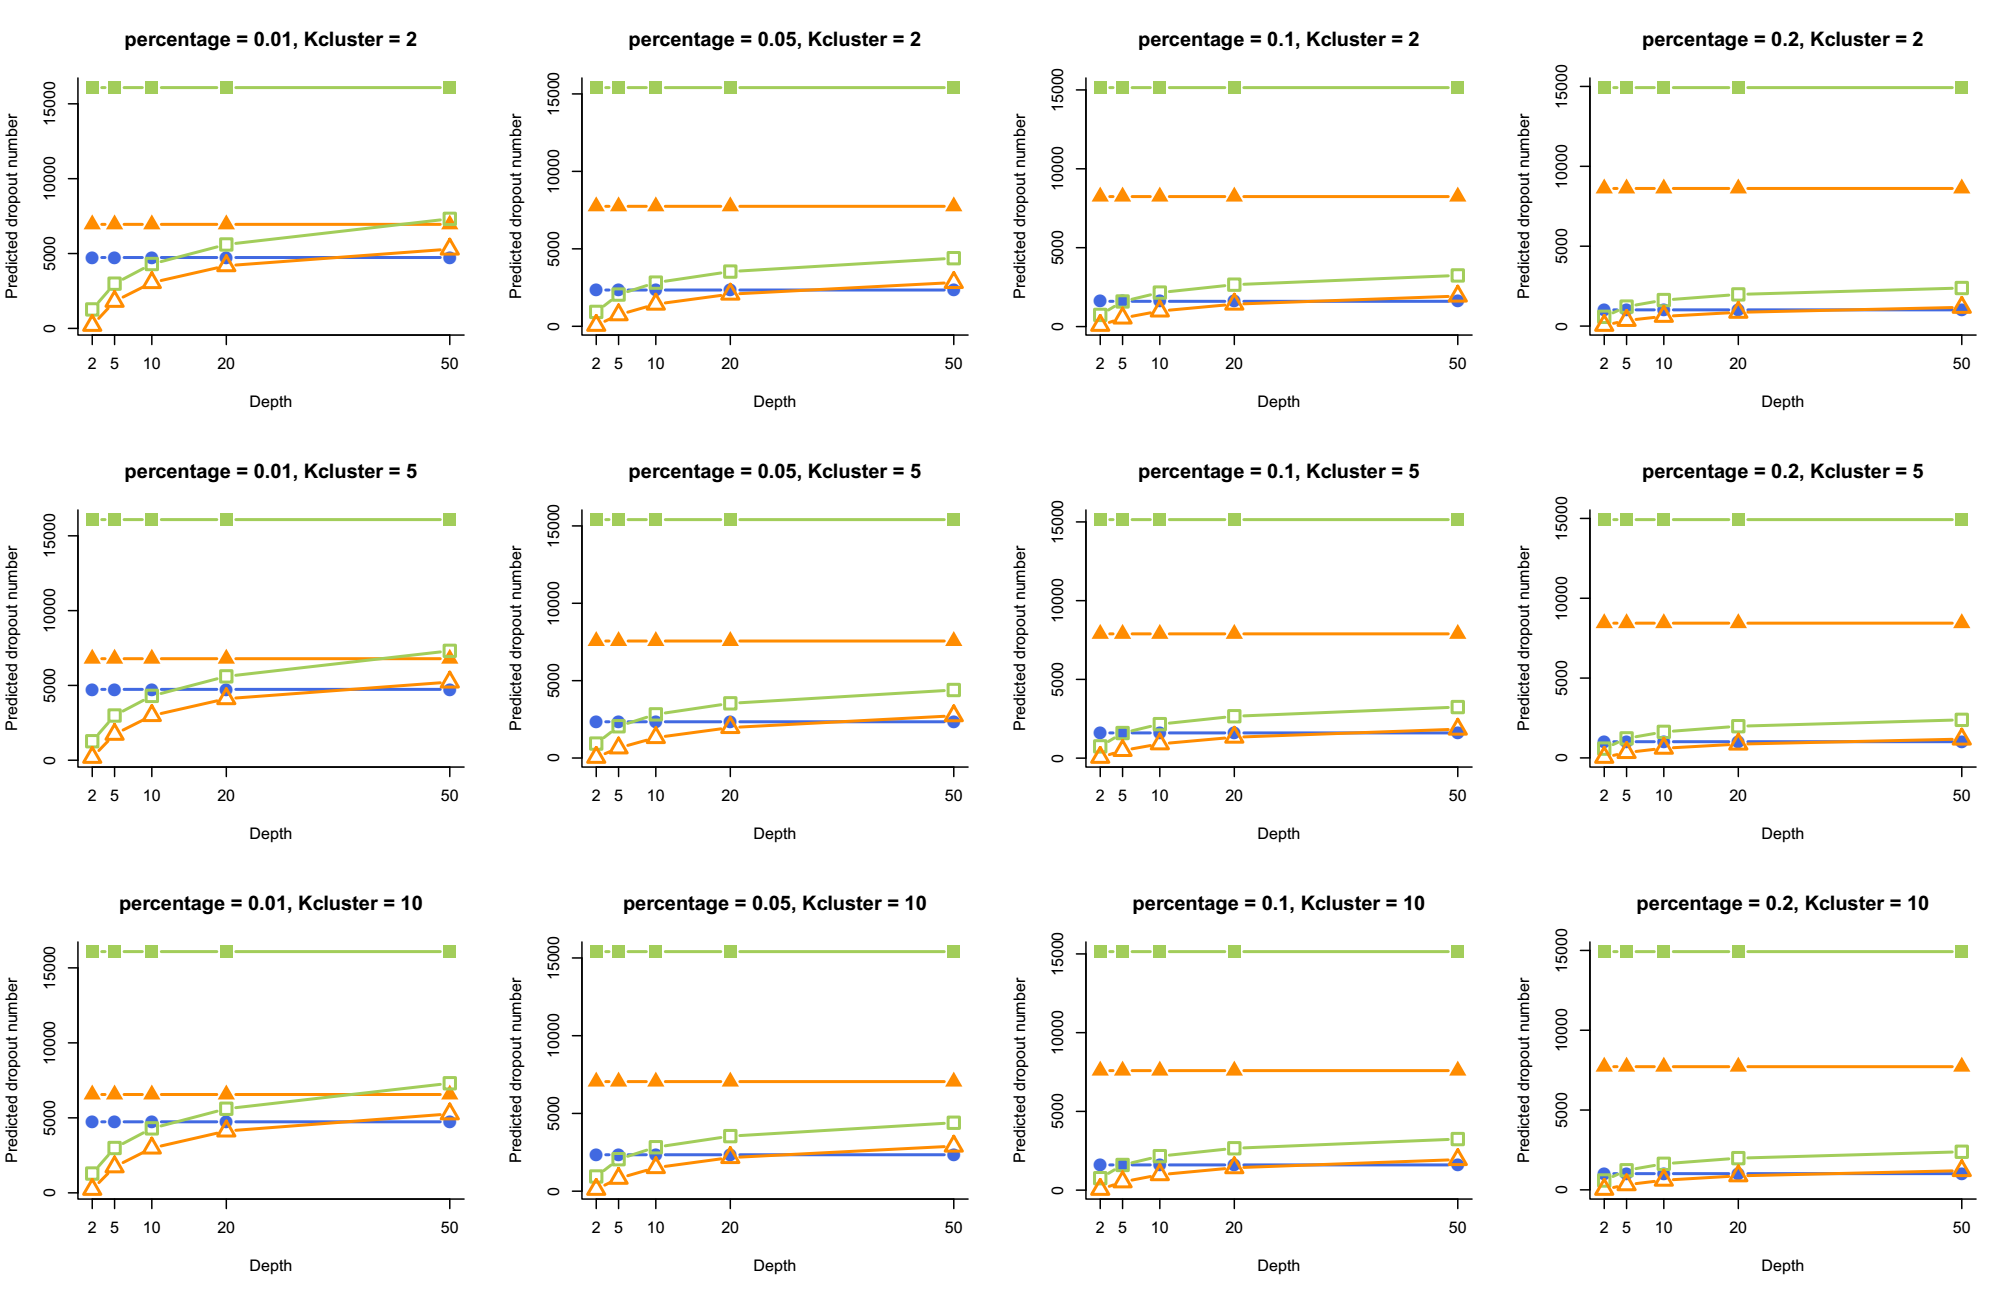 percentage = 0.01, Kcluster = 2
Predicted dropout number
15000
10000
5000
0
2 5 10 20 50
Depth
percentage = 0.05, Kcluster = 2
Predicted dropout number
15000
10000
5000
0
2 5 10 20 50
Depth
percentage = 0.1, Kcluster = 2
Predicted dropout number
15000
10000
5000
0
2 5 10 20 50
Depth
percentage = 0.2, Kcluster = 2
Predicted dropout number
15000
10000
5000
0
2 5 10 20 50
Depth
percentage = 0.01, Kcluster = 5
Predicted dropout number
15000
10000
5000
0
2 5 10 20 50
Depth
percentage = 0.05, Kcluster = 5
Predicted dropout number
15000
10000
5000
0
2 5 10 20 50
Depth
percentage = 0.1, Kcluster = 5
Predicted dropout number
15000
10000
5000
0
2 5 10 20 50
Depth
percentage = 0.2, Kcluster = 5
Predicted dropout number
15000
10000
5000
0
2 5 10 20 50
Depth
percentage = 0.01, Kcluster = 10
Predicted dropout number
15000
10000
5000
0
2 5 10 20 50
Depth
percentage = 0.05, Kcluster = 10
Predicted dropout number
15000
10000
5000
0
2 5 10 20 50
Depth
percentage = 0.1, Kcluster = 10
Predicted dropout number
15000
10000
5000
0
2 5 10 20 50
Depth
percentage = 0.2, Kcluster = 10
Predicted dropout number
15000
10000
5000
0
2 5 10 20 50
Depth